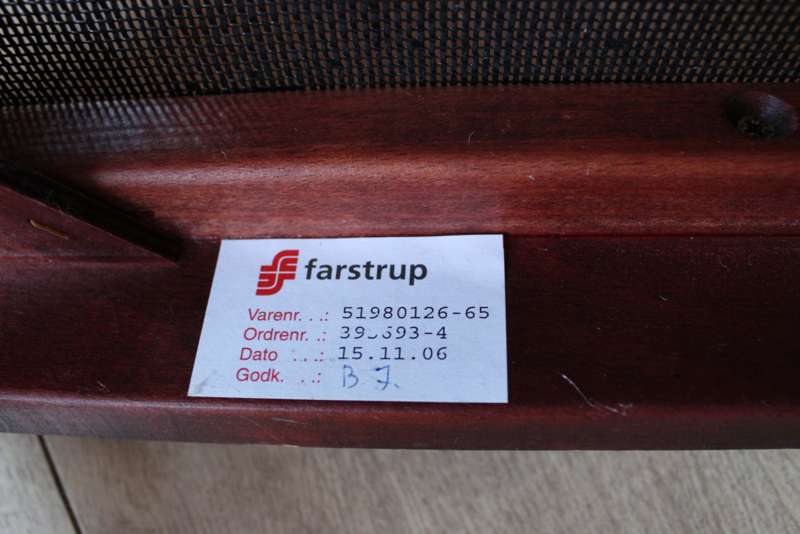 farstrup
Varenr. . .: 51980126-65
Ordrenr. .:
Dato . . .: 15.11.06
Godk. . .: B J.